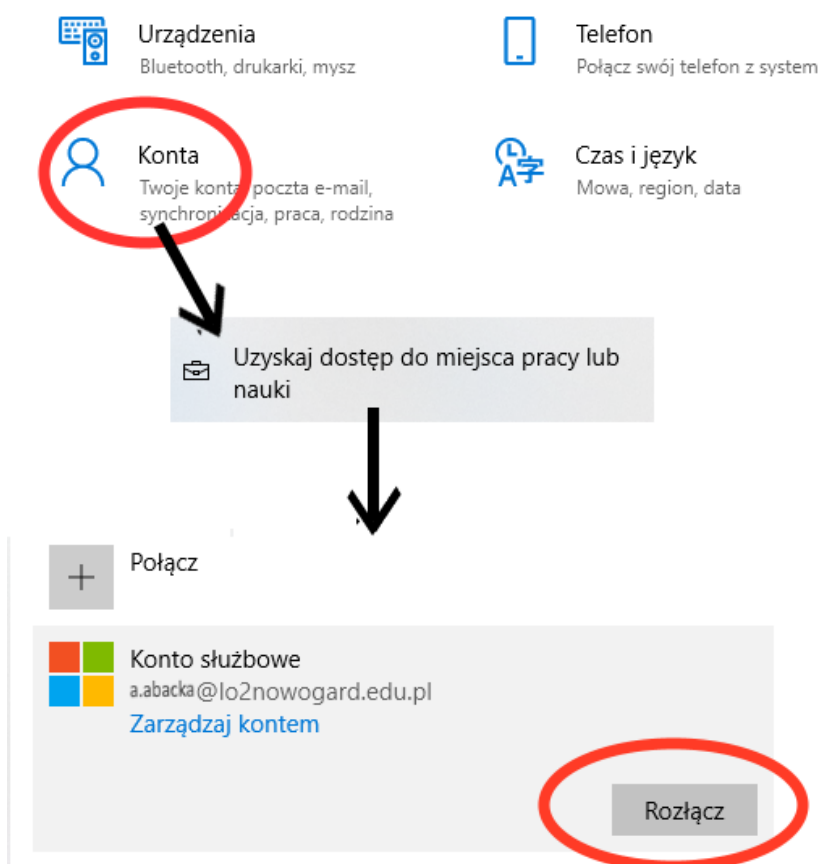 Urządzenia
Bluetooth, drukarki, mysz
Telefon
Połącz swój telefon z system
Konta
Twoje konta, poczta e-mail,
synchronizacja, praca, rodzina
Czas i język
Mowa, region, data
Uzyskaj dostęp do miejsca pracy lub
nauki
Połącz
Konto służbowe
a.abacka@lo2nowogard.edu.pl
Zarządzaj kontem
Rozłącz